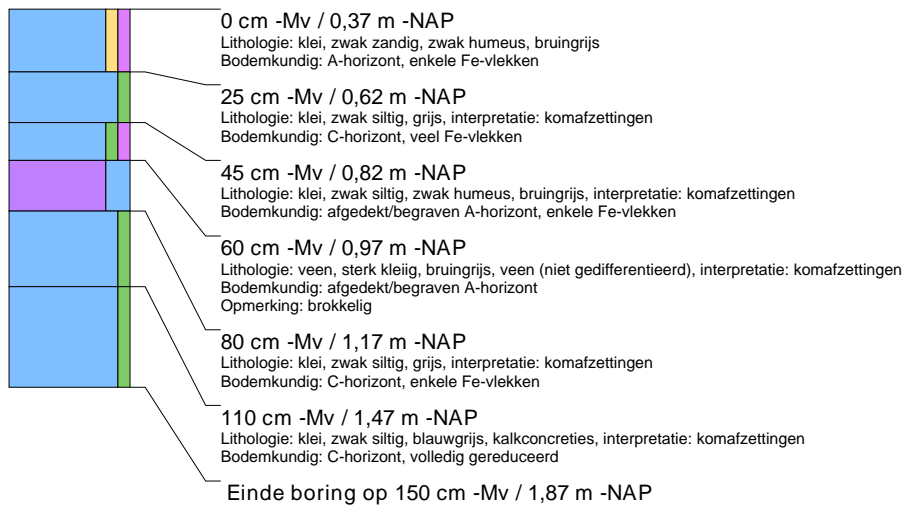 0 cm -Mv / 0,37 m -NAP
Lithologie: klei, zwak zandig, zwak humeus, bruingrijs
Bodemkundig: A-horizont, enkele Fe-vlekken
25 cm -Mv / 0,62 m -NAP
Lithologie: klei, zwak siltig, grijs, interpretatie: komafzettingen
Bodemkundig: C-horizont, veel Fe-vlekken
45 cm -Mv / 0,82 m -NAP
Lithologie: klei, zwak siltig, zwak humeus, bruingrijs, interpretatie: komafzettingen
Bodemkundig: afgedekt/begraven A-horizont, enkele Fe-vlekken
60 cm -Mv / 0,97 m -NAP
Lithologie: veen, sterk kleiig, bruingrijs, veen (niet gedifferentieerd), interpretatie: komafzettingen
Bodemkundig: afgedekt/begraven A-horizont
Opmerking: brokkelig
80 cm -Mv / 1,17 m -NAP
Lithologie: klei, zwak siltig, grijs, interpretatie: komafzettingen
Bodemkundig: C-horizont, enkele Fe-vlekken
110 cm -Mv / 1,47 m -NAP
Lithologie: klei, zwak siltig, blauwgrijs, kalkconcreties, interpretatie: komafzettingen
Bodemkundig: C-horizont, volledig gereduceerd
Einde boring op 150 cm -Mv / 1,87 m -NAP